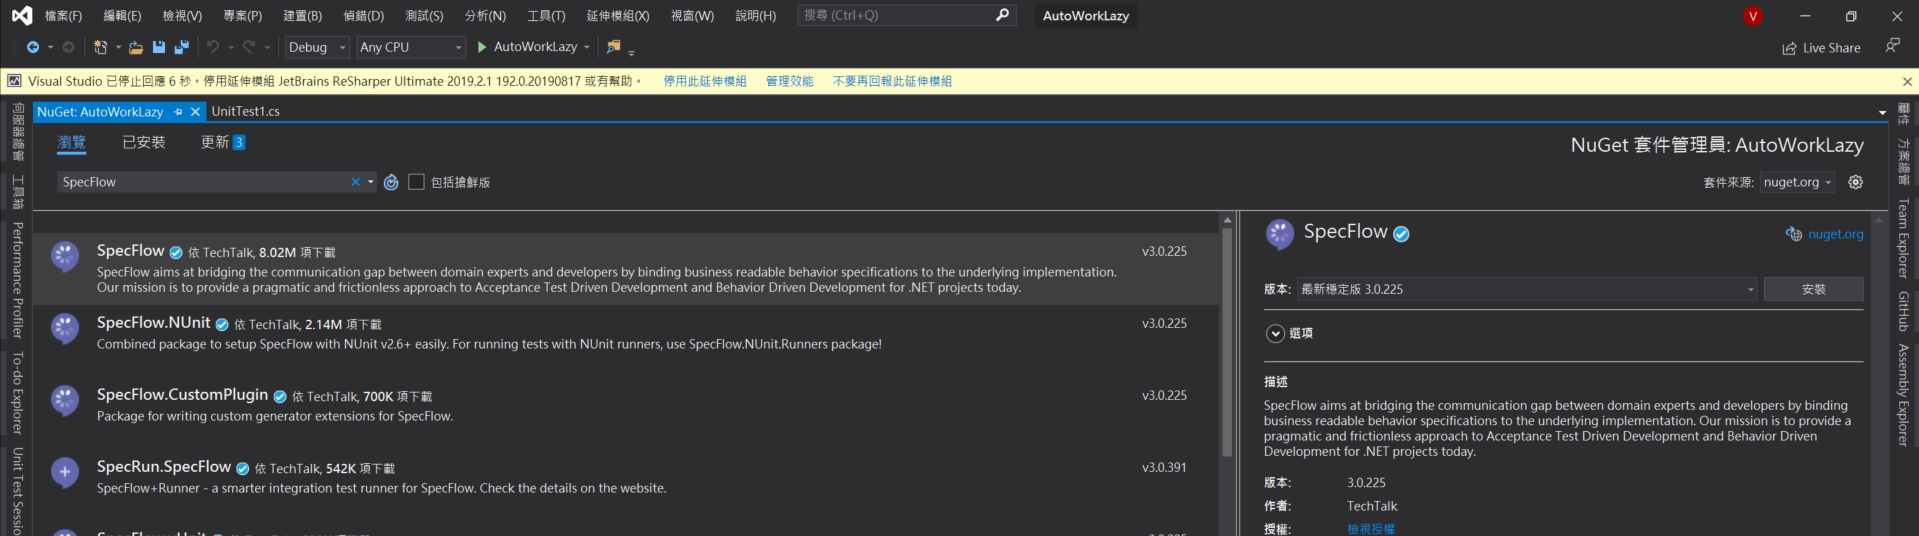 檔案(F) 編輯(E) 檢視(V) 專案(P) 建置(B) 偵錯(D) 測試(S) 分析(N) 工具(T) 延伸模組(X) 視窗(W) 說明(H) 搜尋 (Ctrl+Q) AutoWorkLazy V
Debug Any CPU AutoWorkLazy Live Share
Visual Studio 已停止回應 6 秒。停用延伸模組 JetBrains ReSharper Ultimate 2019.2.1 192.0.20190817 或有幫助。 停用此延伸模組 管理效能 不要再回報此延伸模組
NuGet: AutoWorkLazy UnitTest1.cs
瀏覽 已安裝 更新 3 NuGet 套件管理員: AutoWorkLazy
SpecFlow 包括搶鮮版 套件來源: nuget.org
SpecFlow 依 TechTalk, 8.02M 項下載 v3.0.225
SpecFlow aims at bridging the communication gap between domain experts and developers by binding business readable behavior specifications to the underlying implementation.
Our mission is to provide a pragmatic and frictionless approach to Acceptance Test Driven Development and Behavior Driven Development for .NET projects today.
SpecFlow.NUnit 依 TechTalk, 2.14M 項下載 v3.0.225
Combined package to setup SpecFlow with NUnit v2.6+ easily. For running tests with NUnit runners, use SpecFlow.NUnit.Runners package!
SpecFlow.CustomPlugin 依 TechTalk, 700K 項下載 v3.0.225
Package for writing custom generator extensions for SpecFlow.
SpecRun.SpecFlow 依 TechTalk, 542K 項下載 v3.0.391
SpecFlow+Runner - a smarter integration test runner for SpecFlow. Check the details on the website.
SpecFlow nuget.org
版本: 最新穩定版 3.0.225 安裝
選項
描述
SpecFlow aims at bridging the communication gap between domain experts and developers by binding
business readable behavior specifications to the underlying implementation. Our mission is to provide a
pragmatic and frictionless approach to Acceptance Test Driven Development and Behavior Driven
Development for .NET projects today.
版本: 3.0.225
作者: TechTalk
授權: 檢視授權
伺服器總管
工具箱
Performance Profiler
To-do Explorer
Unit Test Sessio
屬性
方案總管
Team Explorer
GitHub
Assembly Explorer